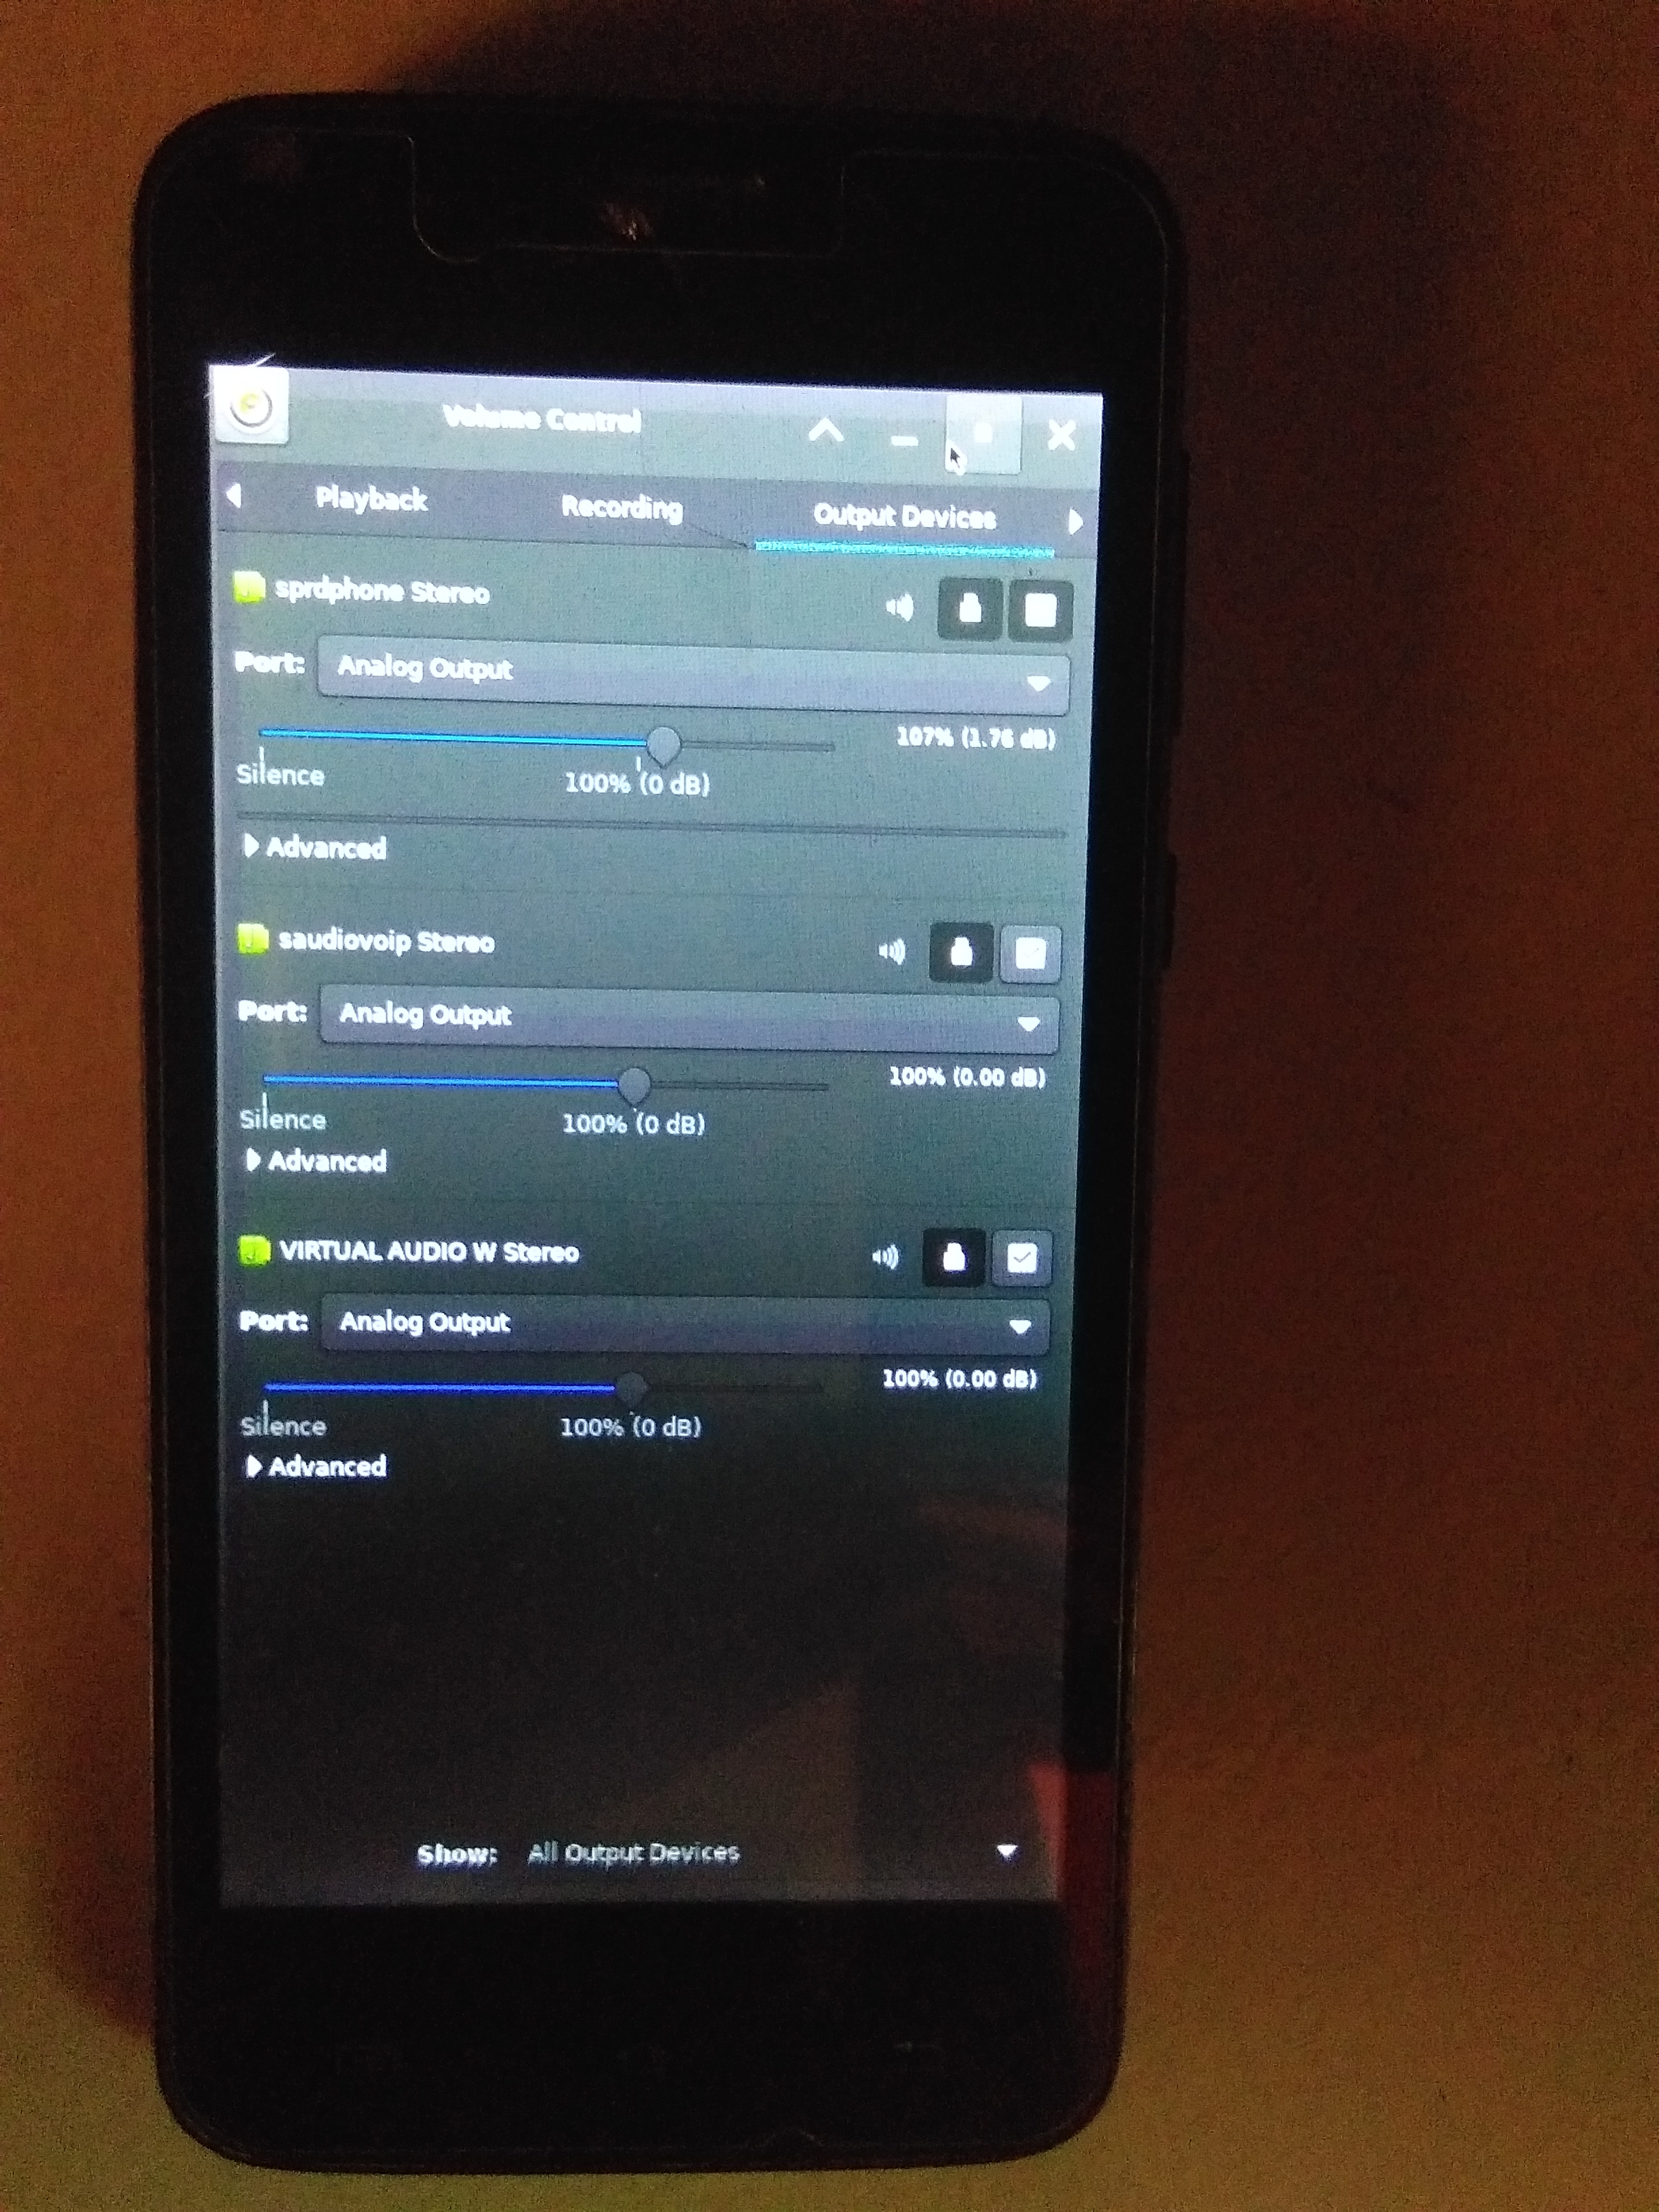 Volume Control
Playback Recording Output Devices
sprdphone Stereo
Port: Analog Output
107% (1.76 dB)
Silence 100% (0 dB)
Advanced
saudiovoip Stereo
Port: Analog Output
100% (0.00 dB)
Silence 100% (0 dB)
Advanced
VIRTUAL AUDIO W Stereo
Port: Analog Output
100% (0.00 dB)
Silence 100% (0 dB)
Advanced
Show: All Output Devices